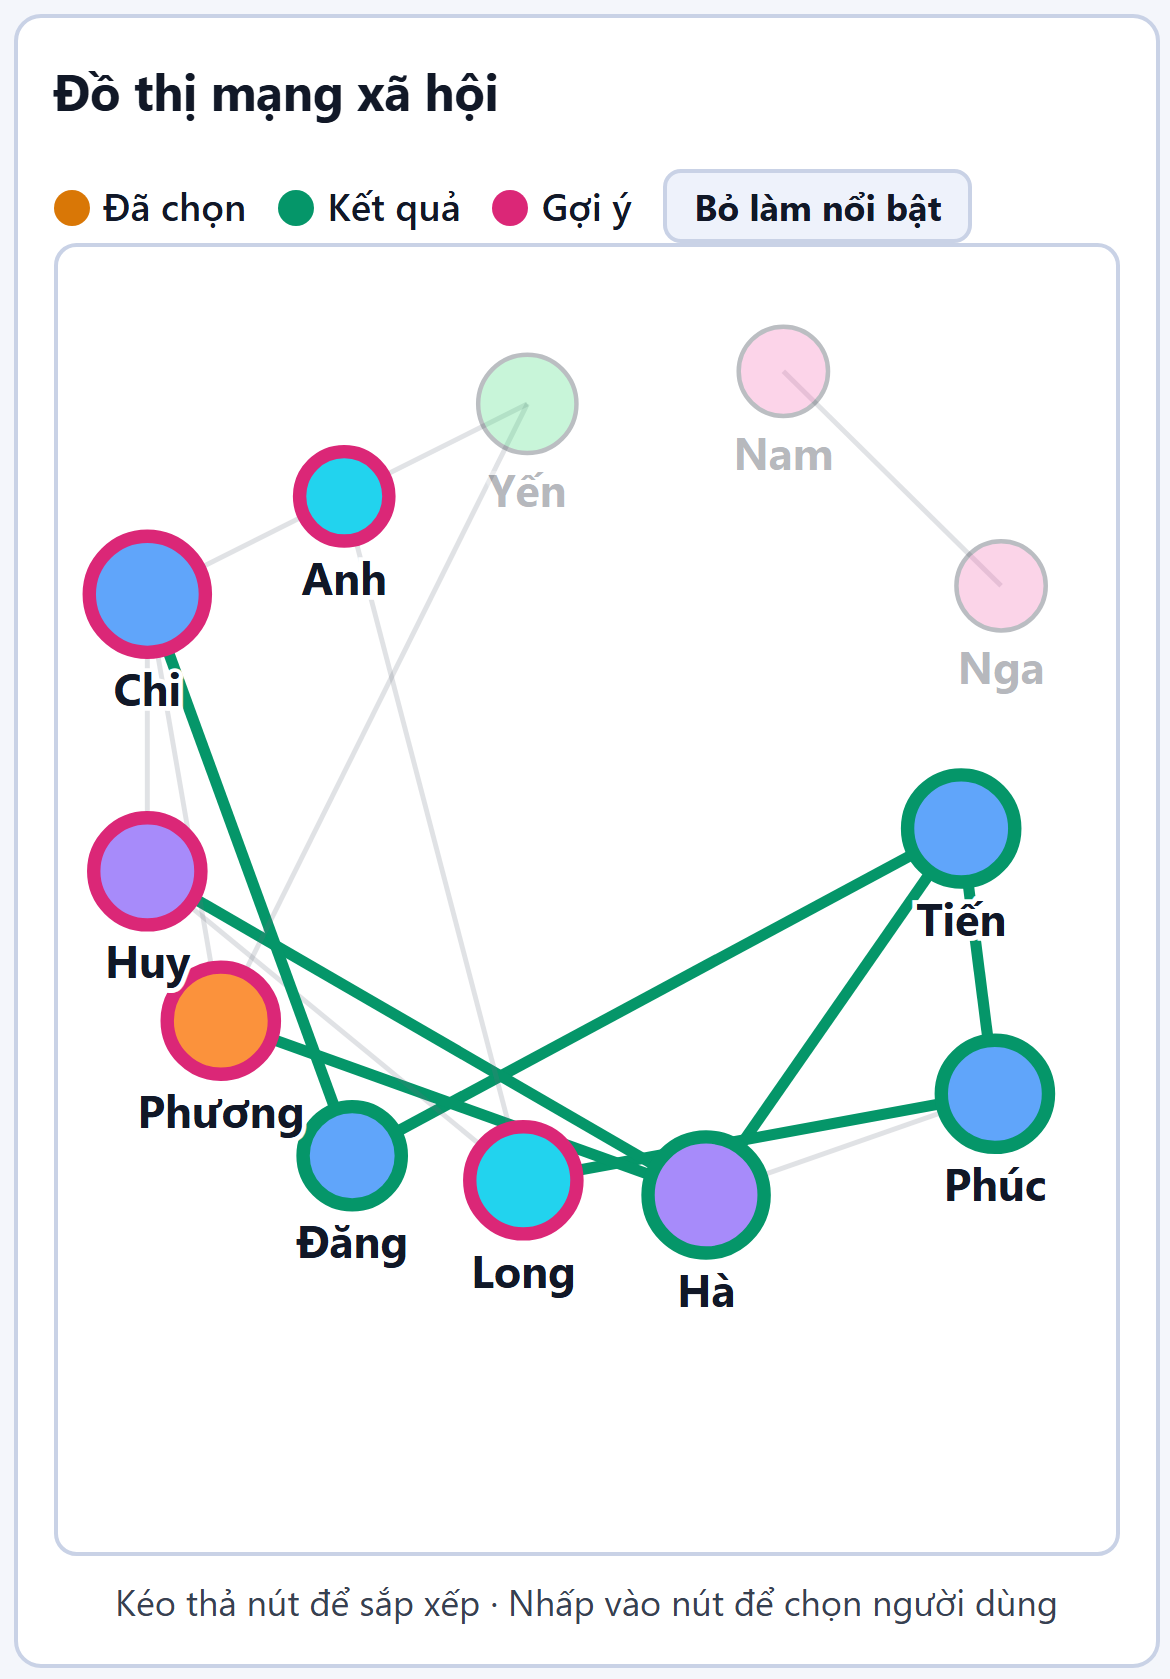 Đồ thị mạng xã hội
Đã chọn
Kết quả
Gợi ý
Bỏ làm nổi bật
Nam
Yến
Anh
Nga
Chi
Tiến
Huy
Phương
Phúc
Đăng
Long
Hà
Kéo thả nút để sắp xếp · Nhấp vào nút để chọn người dùng